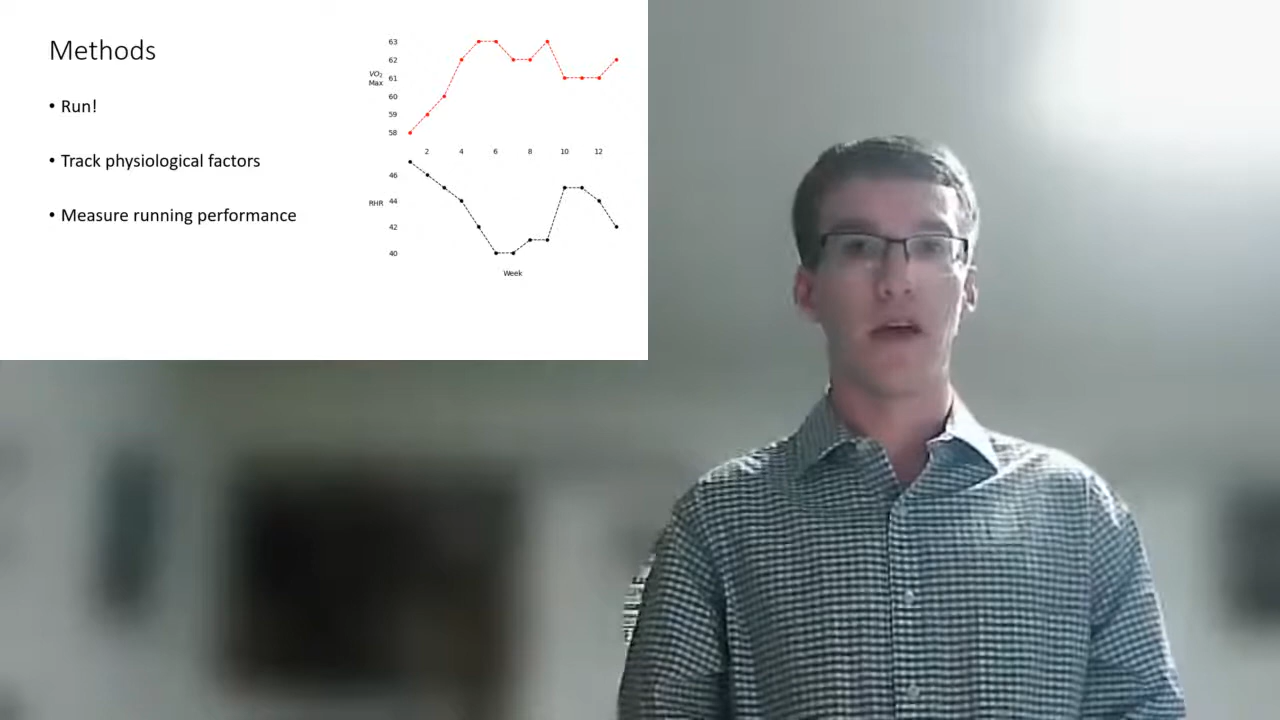 Methods
• Run!
• Track physiological factors
• Measure running performance
63
62
VO₂
Max
61
60
59
58
2 4 6 8 10 12
46
44
RHR
42
40
Week